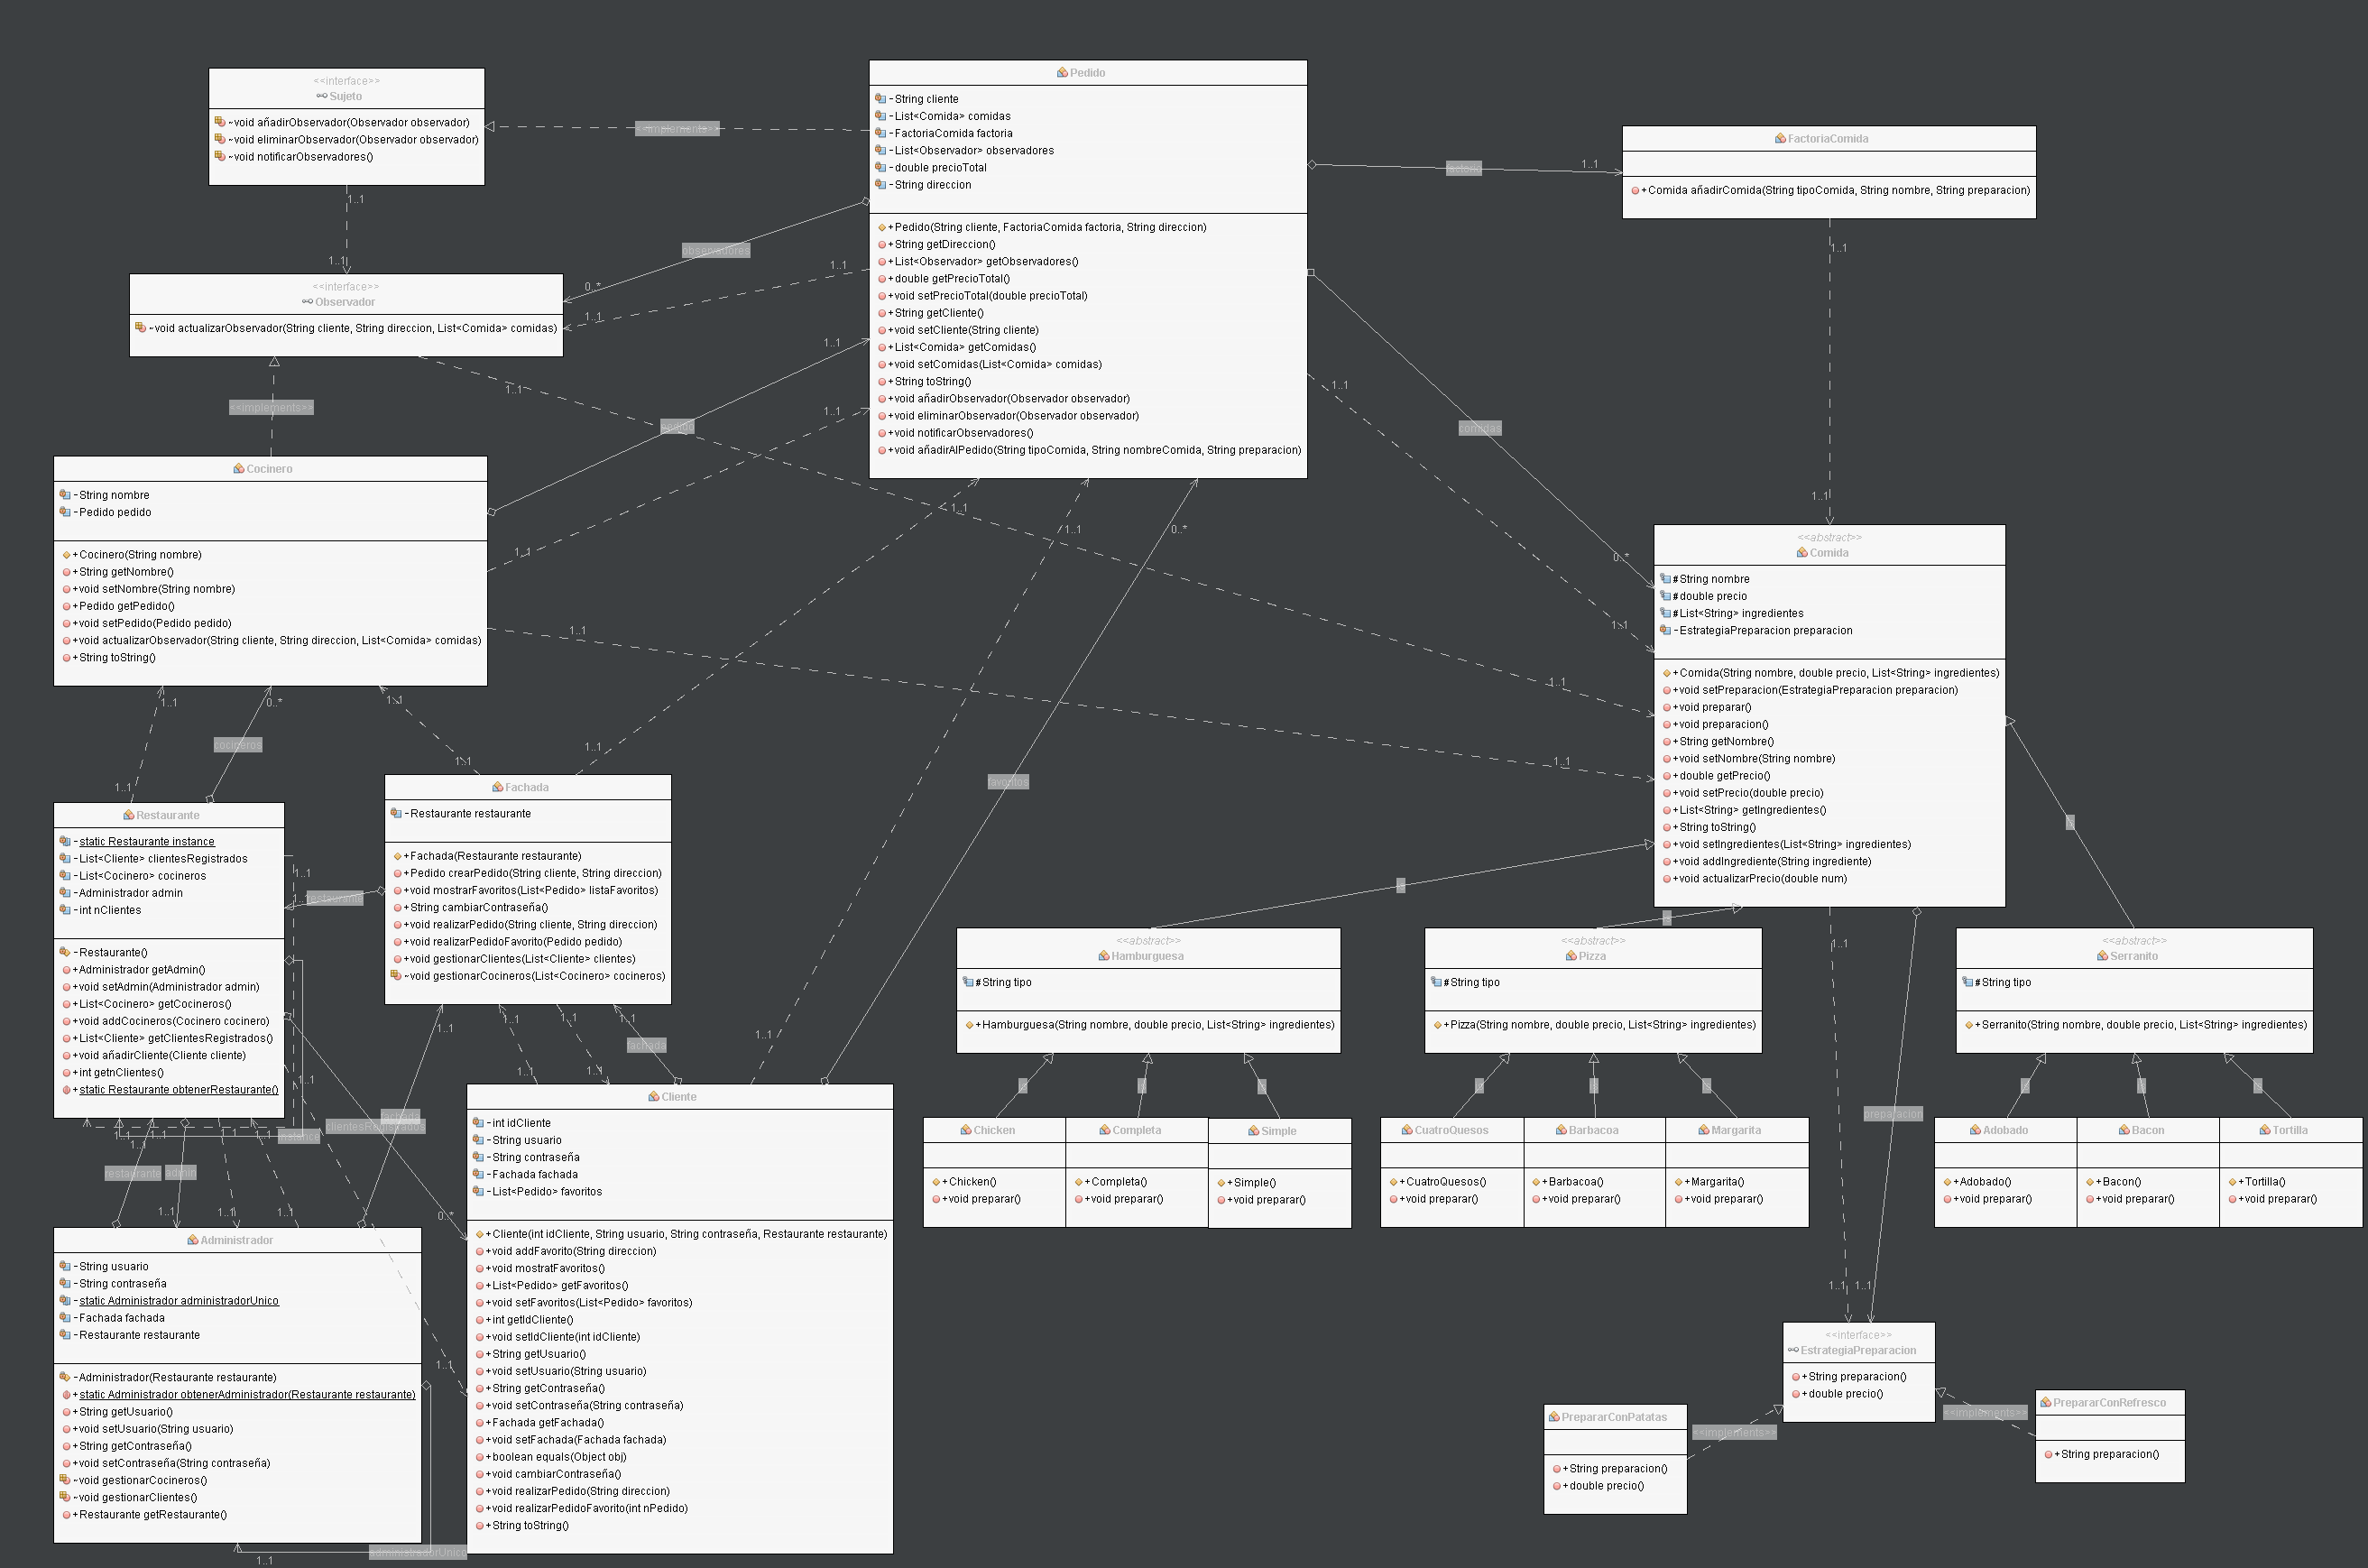 <<interface>>
Sujeto
~void añadirObservador(Observador observador)
~void eliminarObservador(Observador observador)
~void notificarObservadores()
<<implements>>
1..1
1..1
<<interface>>
Observador
~void actualizarObservador(String cliente, String direccion, List<Comida> comidas)
<<implements>>
Pedido
-String cliente
-List<Comida> comidas
-FactoriaComida factoria
-List<Observador> observadores
-double precioTotal
-String direccion
+Pedido(String cliente, FactoriaComida factoria, String direccion)
+String getDireccion()
+List<Observador> getObservadores()
+double getPrecioTotal()
+void setPrecioTotal(double precioTotal)
+String getCliente()
+void setCliente(String cliente)
+List<Comida> getComidas()
+void setComidas(List<Comida> comidas)
+String toString()
+void añadirObservador(Observador observador)
+void eliminarObservador(Observador observador)
+void notificarObservadores()
+void añadirAlPedido(String tipoComida, String nombreComida, String preparacion)
observadores
0..*
1..1
1..1
factoria
1..1
FactoriaComida
+Comida añadirComida(String tipoComida, String nombre, String preparacion)
1..1
1..1
pedido
1..1
1..1
1..1
1..1
1..1
comidas
0..*
1..1
1..1
1..1
1..1
Cocinero
-String nombre
-Pedido pedido
+Cocinero(String nombre)
+String getNombre()
+void setNombre(String nombre)
+Pedido getPedido()
+void setPedido(Pedido pedido)
+void actualizarObservador(String cliente, String direccion, List<Comida> comidas)
+String toString()
<<abstract>>
Comida
#String nombre
#double precio
#List<String> ingredientes
-EstrategiaPreparacion preparacion
+Comida(String nombre, double precio, List<String> ingredientes)
+void setPreparacion(EstrategiaPreparacion preparacion)
+void preparar()
+void preparacion()
+String getNombre()
+void setNombre(String nombre)
+double getPrecio()
+void setPrecio(double precio)
+List<String> getIngredientes()
+String toString()
+void setIngredientes(List<String> ingredientes)
+void addIngrediente(String ingrediente)
+void actualizarPrecio(double num)
1..1
1..1
0..*
cocineros
1..1
1..1
1..1
1..1
1..1
0..*
favoritos
Restaurante
-static Restaurante instance
-List<Cliente> clientesRegistrados
-List<Cocinero> cocineros
-Administrador admin
-int nClientes
-Restaurante()
+Administrador getAdmin()
+void setAdmin(Administrador admin)
+List<Cocinero> getCocineros()
+void addCocineros(Cocinero cocinero)
+List<Cliente> getClientesRegistrados()
+void añadirCliente(Cliente cliente)
+int getnClientes()
+static Restaurante obtenerRestaurante()
1..1
1..1
restaurante
Fachada
-Restaurante restaurante
+Fachada(Restaurante restaurante)
+Pedido crearPedido(String cliente, String direccion)
+void mostrarFavoritos(List<Pedido> listaFavoritos)
+String cambiarContraseña()
+void realizarPedido(String cliente, String direccion)
+void realizarPedidoFavorito(Pedido pedido)
+void gestionarClientes(List<Cliente> clientes)
~void gestionarCocineros(List<Cocinero> cocineros)
1..1
1..1
1..1
1..1
fachada
1..1
1..1
1..1
1..1
fachada
clientesRegistrados
instance
1..1
1..1
1..1
1..1
1..1
1..1
restaurante
admin
1..1
1..1
1..1
0..*
1..1
Administrador
-String usuario
-String contraseña
-static Administrador administradorUnico
-Fachada fachada
-Restaurante restaurante
-Administrador(Restaurante restaurante)
+static Administrador obtenerAdministrador(Restaurante restaurante)
+String getUsuario()
+void setUsuario(String usuario)
+String getContraseña()
+void setContraseña(String contraseña)
~void gestionarCocineros()
~void gestionarClientes()
+Restaurante getRestaurante()
1..1
administradorUnico
Cliente
-int idCliente
-String usuario
-String contraseña
-Fachada fachada
-List<Pedido> favoritos
+Cliente(int idCliente, String usuario, String contraseña, Restaurante restaurante)
+void addFavorito(String direccion)
+void mostratFavoritos()
+List<Pedido> getFavoritos()
+void setFavoritos(List<Pedido> favoritos)
+int getIdCliente()
+void setIdCliente(int idCliente)
+String getUsuario()
+void setUsuario(String usuario)
+String getContraseña()
+void setContraseña(String contraseña)
+Fachada getFachada()
+void setFachada(Fachada fachada)
+boolean equals(Object obj)
+void cambiarContraseña()
+void realizarPedido(String direccion)
+void realizarPedidoFavorito(int nPedido)
+String toString()
<<abstract>>
Hamburguesa
#String tipo
+Hamburguesa(String nombre, double precio, List<String> ingredientes)
<<abstract>>
Pizza
#String tipo
+Pizza(String nombre, double precio, List<String> ingredientes)
<<abstract>>
Serranito
#String tipo
+Serranito(String nombre, double precio, List<String> ingredientes)
Chicken
+Chicken()
+void preparar()
Completa
+Completa()
+void preparar()
Simple
+Simple()
+void preparar()
CuatroQuesos
+CuatroQuesos()
+void preparar()
Barbacoa
+Barbacoa()
+void preparar()
Margarita
+Margarita()
+void preparar()
Adobado
+Adobado()
+void preparar()
Bacon
+Bacon()
+void preparar()
Tortilla
+Tortilla()
+void preparar()
1..1
preparacion
1..1
1..1
<<interface>>
EstrategiaPreparacion
+String preparacion()
+double precio()
<<implements>>
<<implements>>
PrepararConPatatas
+String preparacion()
+double precio()
PrepararConRefresco
+String preparacion()